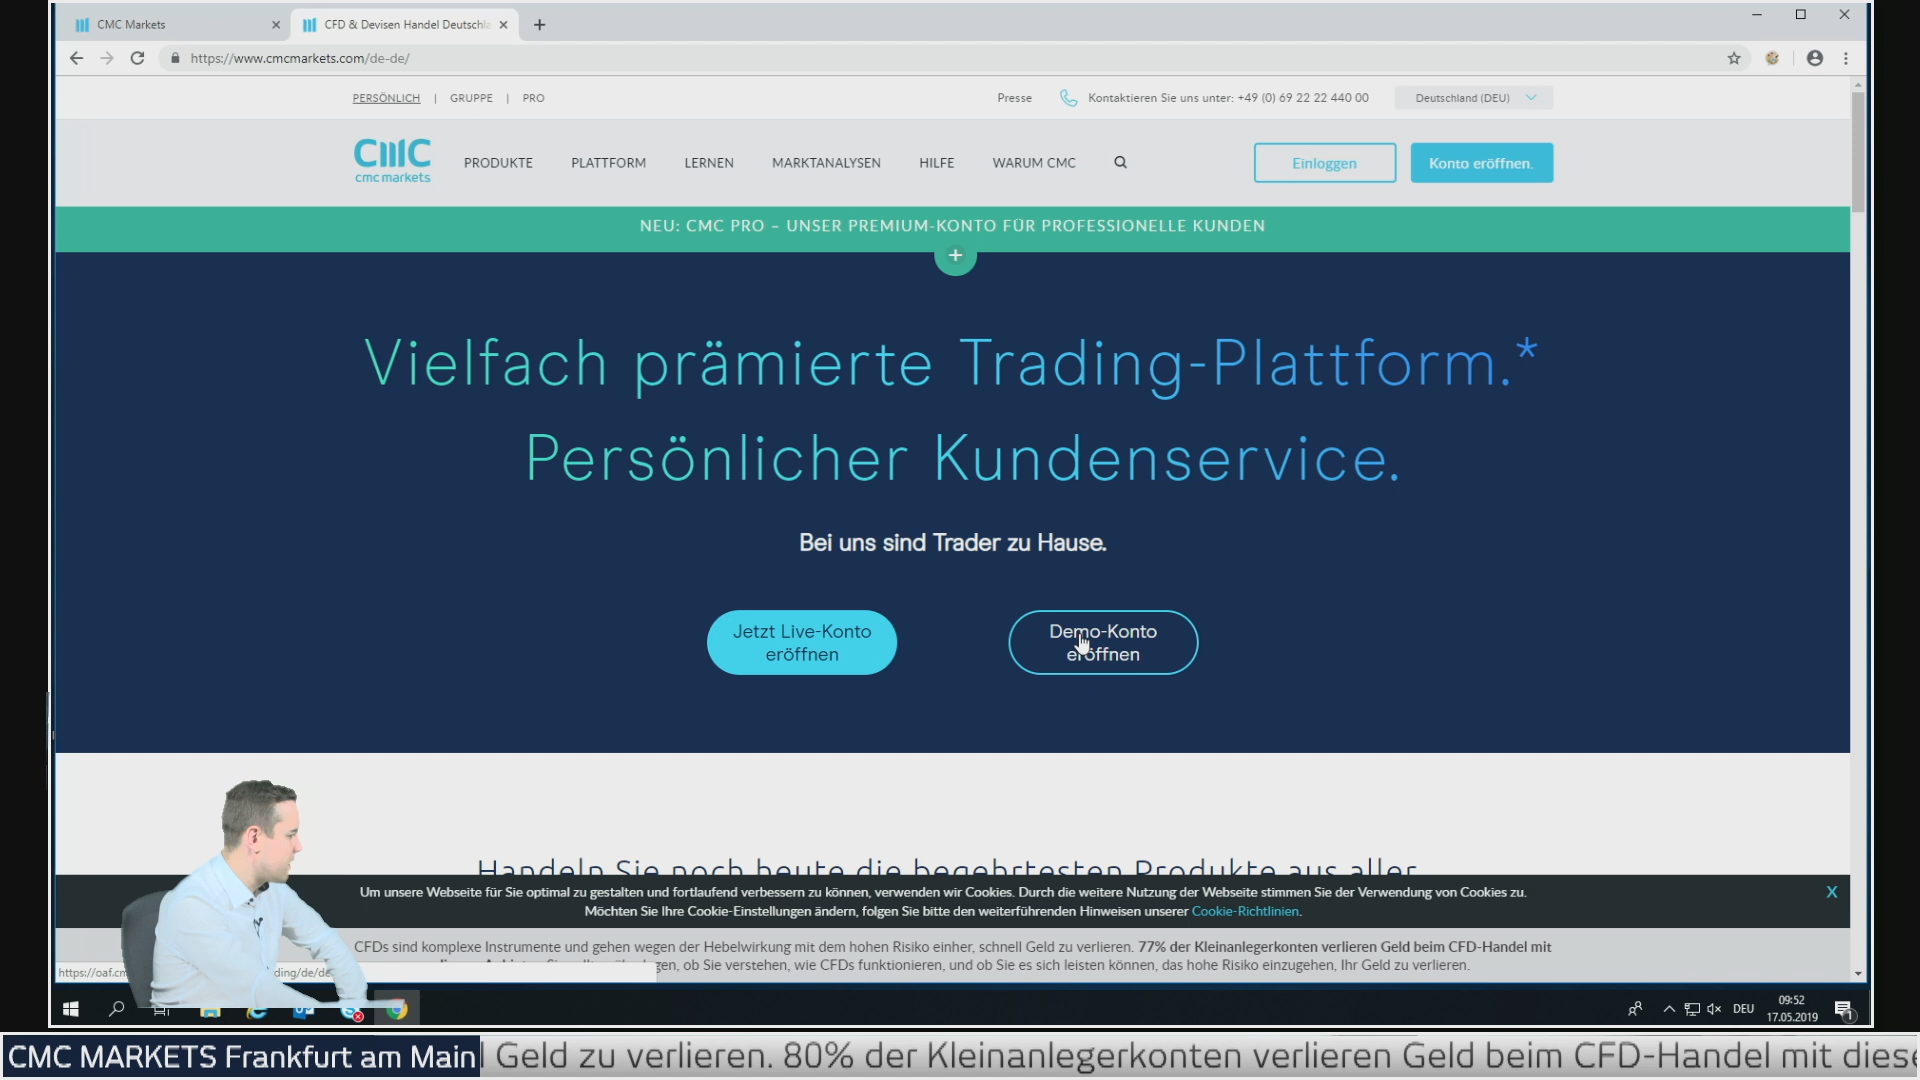 CMC Markets
CFD & Devisen Handel Deutschla
https://www.cmcmarkets.com/de-de/
PERSÖNLICH | GRUPPE | PRO
Presse
Kontaktieren Sie uns unter: +49 (0) 69 22 22 440 00
Deutschland (DEU)
CMC
cmc markets
PRODUKTE
PLATTFORM
LERNEN
MARKTANALYSEN
HILFE
WARUM CMC
Einloggen
Konto eröffnen.
NEU: CMC PRO – UNSER PREMIUM-KONTO FÜR PROFESSIONELLE KUNDEN
+
Vielfach prämierte Trading-Plattform.*
Persönlicher Kundenservice.
Bei uns sind Trader zu Hause.
Jetzt Live-Konto
eröffnen
Demo-Konto
eröffnen
Handeln Sie noch heute die begehrtesten Produkte aus aller
Um unsere Webseite für Sie optimal zu gestalten und fortlaufend verbessern zu können, verwenden wir Cookies. Durch die weitere Nutzung der Webseite stimmen Sie der Verwendung von Cookies zu.
X
Möchten Sie Ihre Cookie-Einstellungen ändern, folgen Sie bitte den weiterführenden Hinweisen unserer Cookie-Richtlinien.
CFDs sind komplexe Instrumente und gehen wegen der Hebelwirkung mit dem hohen Risiko einher, schnell Geld zu verlieren. 77% der Kleinanlegerkonten verlieren Geld beim CFD-Handel mit
ob Sie verstehen, wie CFDs funktionieren, und ob Sie es sich leisten können, das hohe Risiko einzugehen, Ihr Geld zu verlieren.
https://oaf.cm
ding/de/de
DEU
09:52
17.05.2019
1
CMC MARKETS Frankfurt am Main
Geld zu verlieren. 80% der Kleinanlegerkonten verlieren Geld beim CFD-Handel mit diese